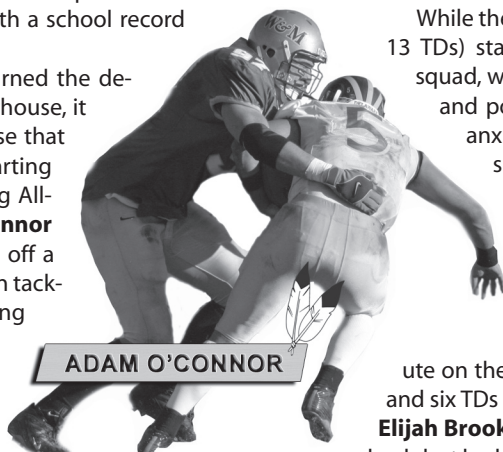 th a school record
rned the de-
house, it
se that
rting
g All-
nnor
off a
n tack-
ng
W&M
5
ADAM O'CONNOR
While the
13 TDs) sta
squad, w
and po
anx
s
ute on the
and six TDs
Elijah Brook